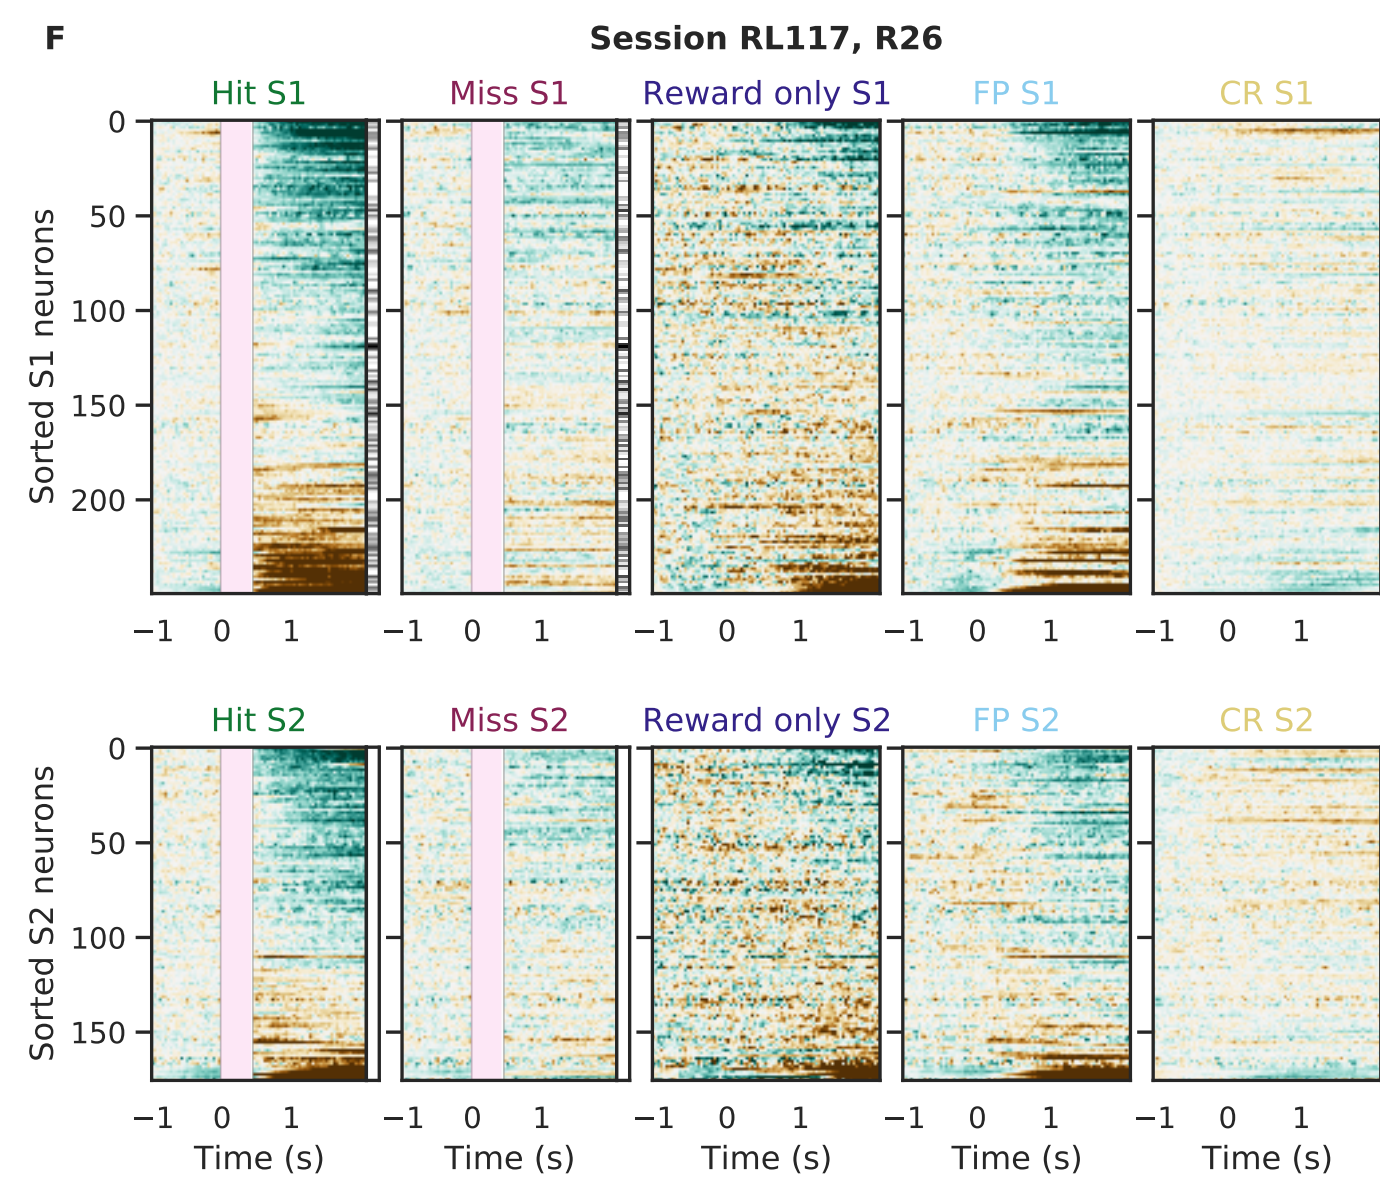 F
Session RL117, R26
Hit S1 Miss S1 Reward only S1 FP S1 CR S1
Sorted S1 neurons
0
50
100
150
200
−1 0 1 −1 0 1 −1 0 1 −1 0 1 −1 0 1
Hit S2 Miss S2 Reward only S2 FP S2 CR S2
Sorted S2 neurons
0
50
100
150
−1 0 1 −1 0 1 −1 0 1 −1 0 1 −1 0 1
Time (s) Time (s) Time (s) Time (s) Time (s)